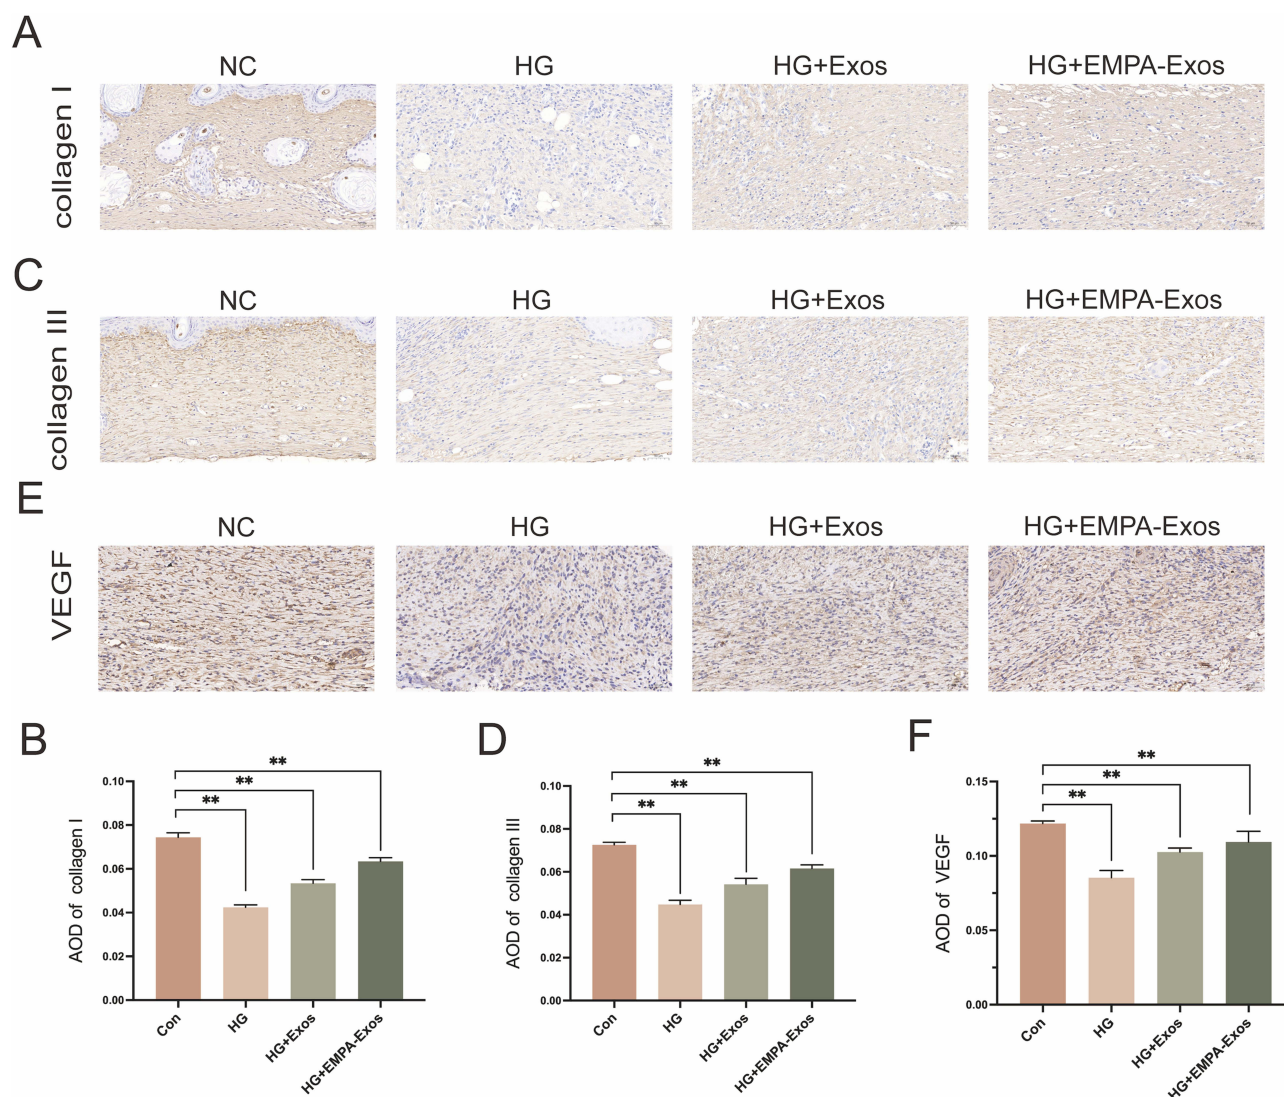 A
NC HG HG+Exos HG+EMPA-Exos
collagen I
C
NC HG HG+Exos HG+EMPA-Exos
collagen III
E
NC HG HG+Exos HG+EMPA-Exos
VEGF
B
** ** **
0.10
0.08
0.06
0.04
0.02
0.00
AOD of collagen I
Con HG HG+Exos HG+EMPA-Exos
D
** ** **
0.10
0.08
0.06
0.04
0.02
0.00
AOD of collagen III
Con HG HG+Exos HG+EMPA-Exos
F
** ** **
0.15
0.10
0.05
0.00
AOD of VEGF
Con HG HG+Exos HG+EMPA-Exos